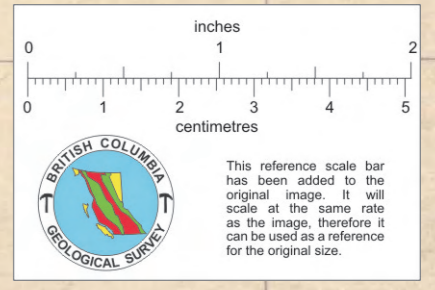 inches
0 1 2
0 1 2 3 4 5
centimetres
BRITISH COLUMBIA
GEOLOGICAL SURVEY
This reference scale bar
has been added to the
original image. It will
scale at the same rate
as the image, therefore it
can be used as a reference
for the original size.